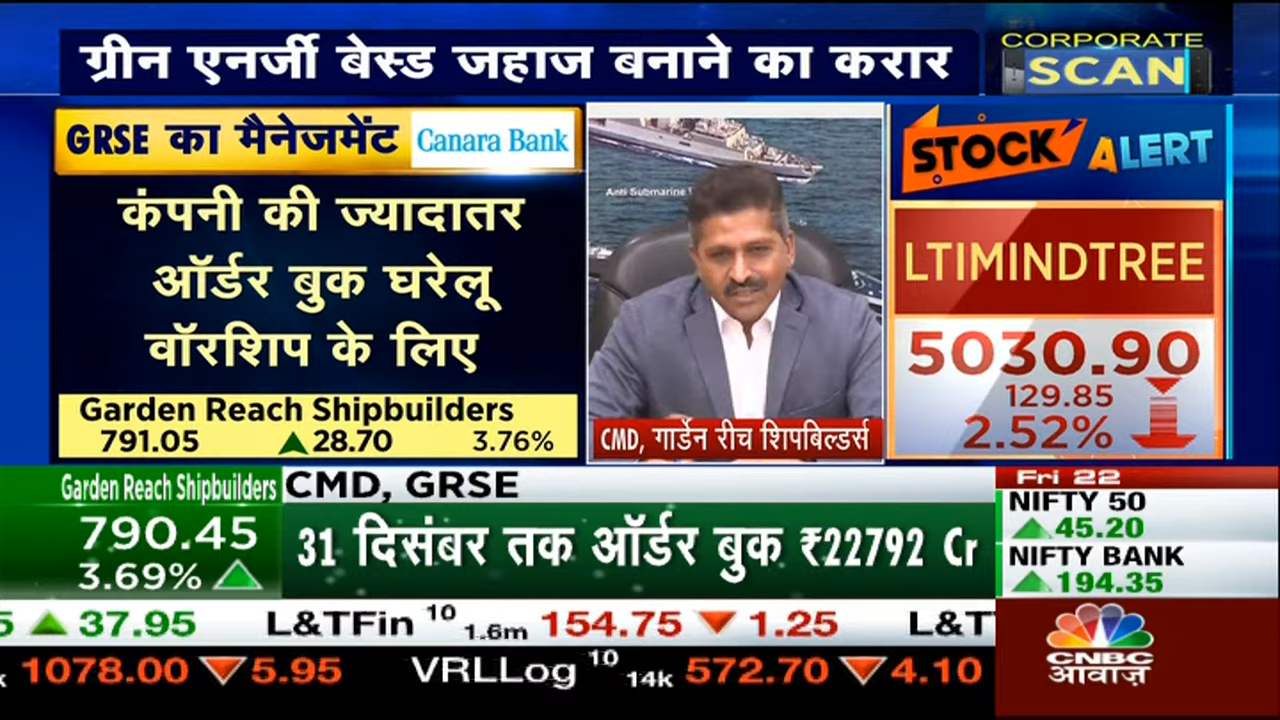 ग्रीन एनर्जी बेस्ड जहाज बनाने का करार
CORPORATE
SCAN
GRSE का मैनेजमेंट
Canara Bank
कंपनी की ज्यादातर
ऑर्डर बुक घरेलू
वॉरशिप के लिए
Garden Reach Shipbuilders
791.05 ▲28.70 3.76%
Anti Submarine
CMD, गार्डेन रीच शिपबिल्डर्स
STOCK ALERT
LTIMINDTREE
5030.90
129.85
2.52%
Garden Reach Shipbuilders
790.45
3.69% ▲
CMD, GRSE
31 दिसंबर तक ऑर्डर बुक ₹22792 Cr
Fri 22
NIFTY 50
▲45.20
NIFTY BANK
▲194.35
5 ▲ 37.95 L&TFin 10 1.6m 154.75 ▼ 1.25 L&T
k 1078.00 ▼5.95 VRLLog 10 14k 572.70 ▼4.10
CNBC
आवाज़